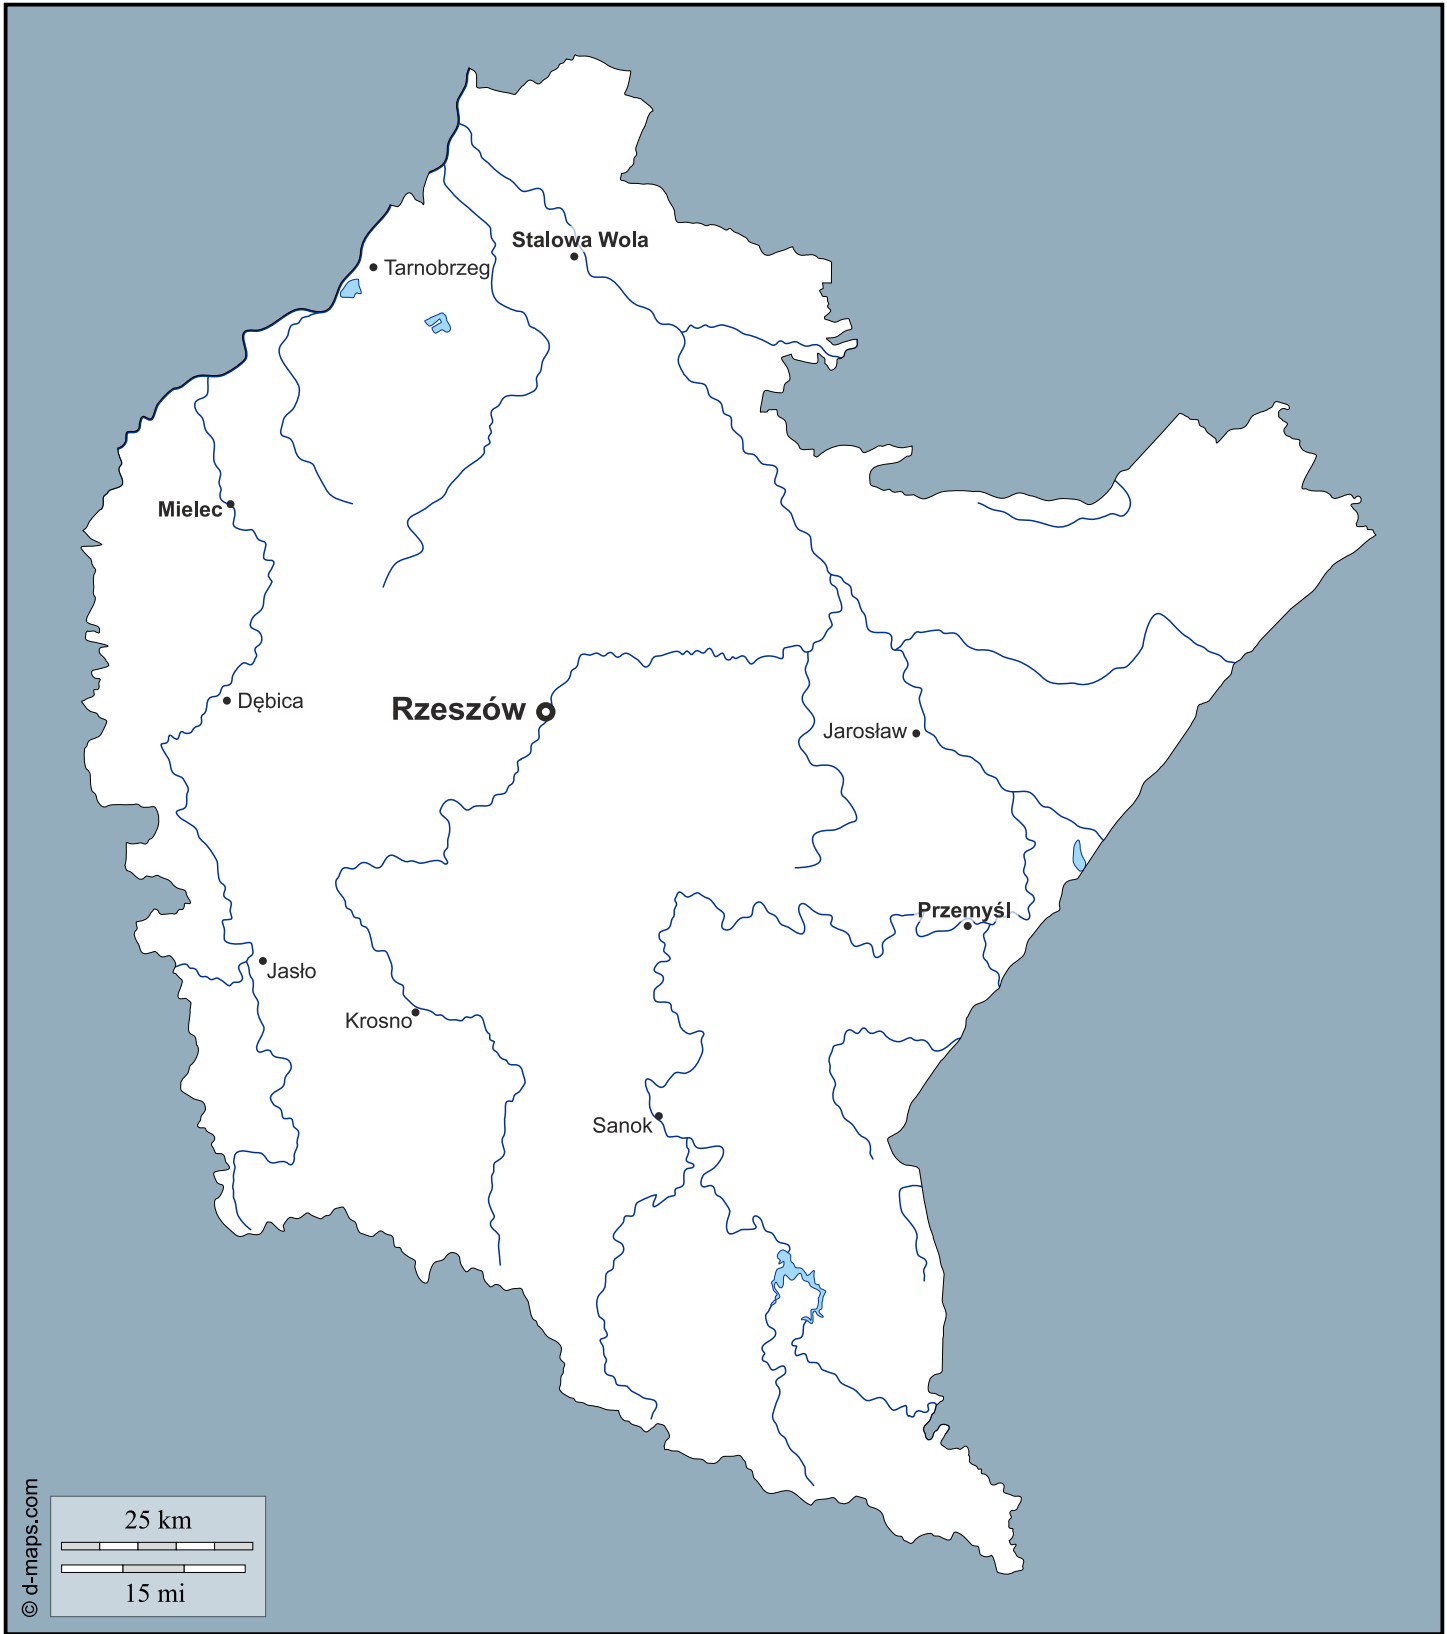 Stalowa Wola
Tarnobrzeg
Mielec
Dębica
Rzeszów
Jarosław
Przemyśl
Jasło
Krosno
Sanok
25 km
15 mi
© d-maps.com